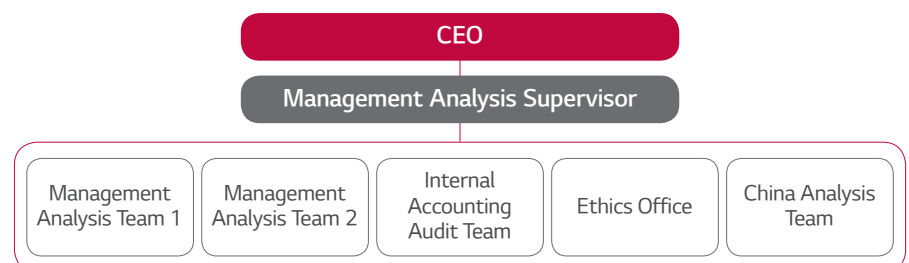 CEO
Management Analysis Supervisor
Management
Analysis Team 1
Management
Analysis Team 2
Internal
Accounting
Audit Team
Ethics Office
China Analysis
Team